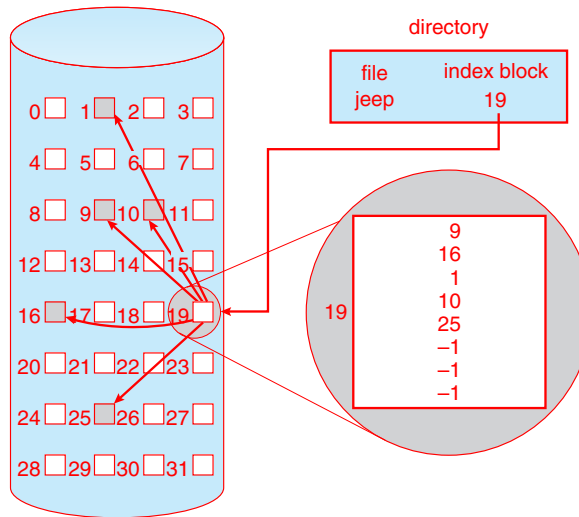 directory
file index block
jeep 19
0 1 2 3
4 5 6 7
8 9 10 11
12 13 14 15
16 17 18 19
20 21 22 23
24 25 26 27
28 29 30 31
19
9
16
1
10
25
–1
–1
–1